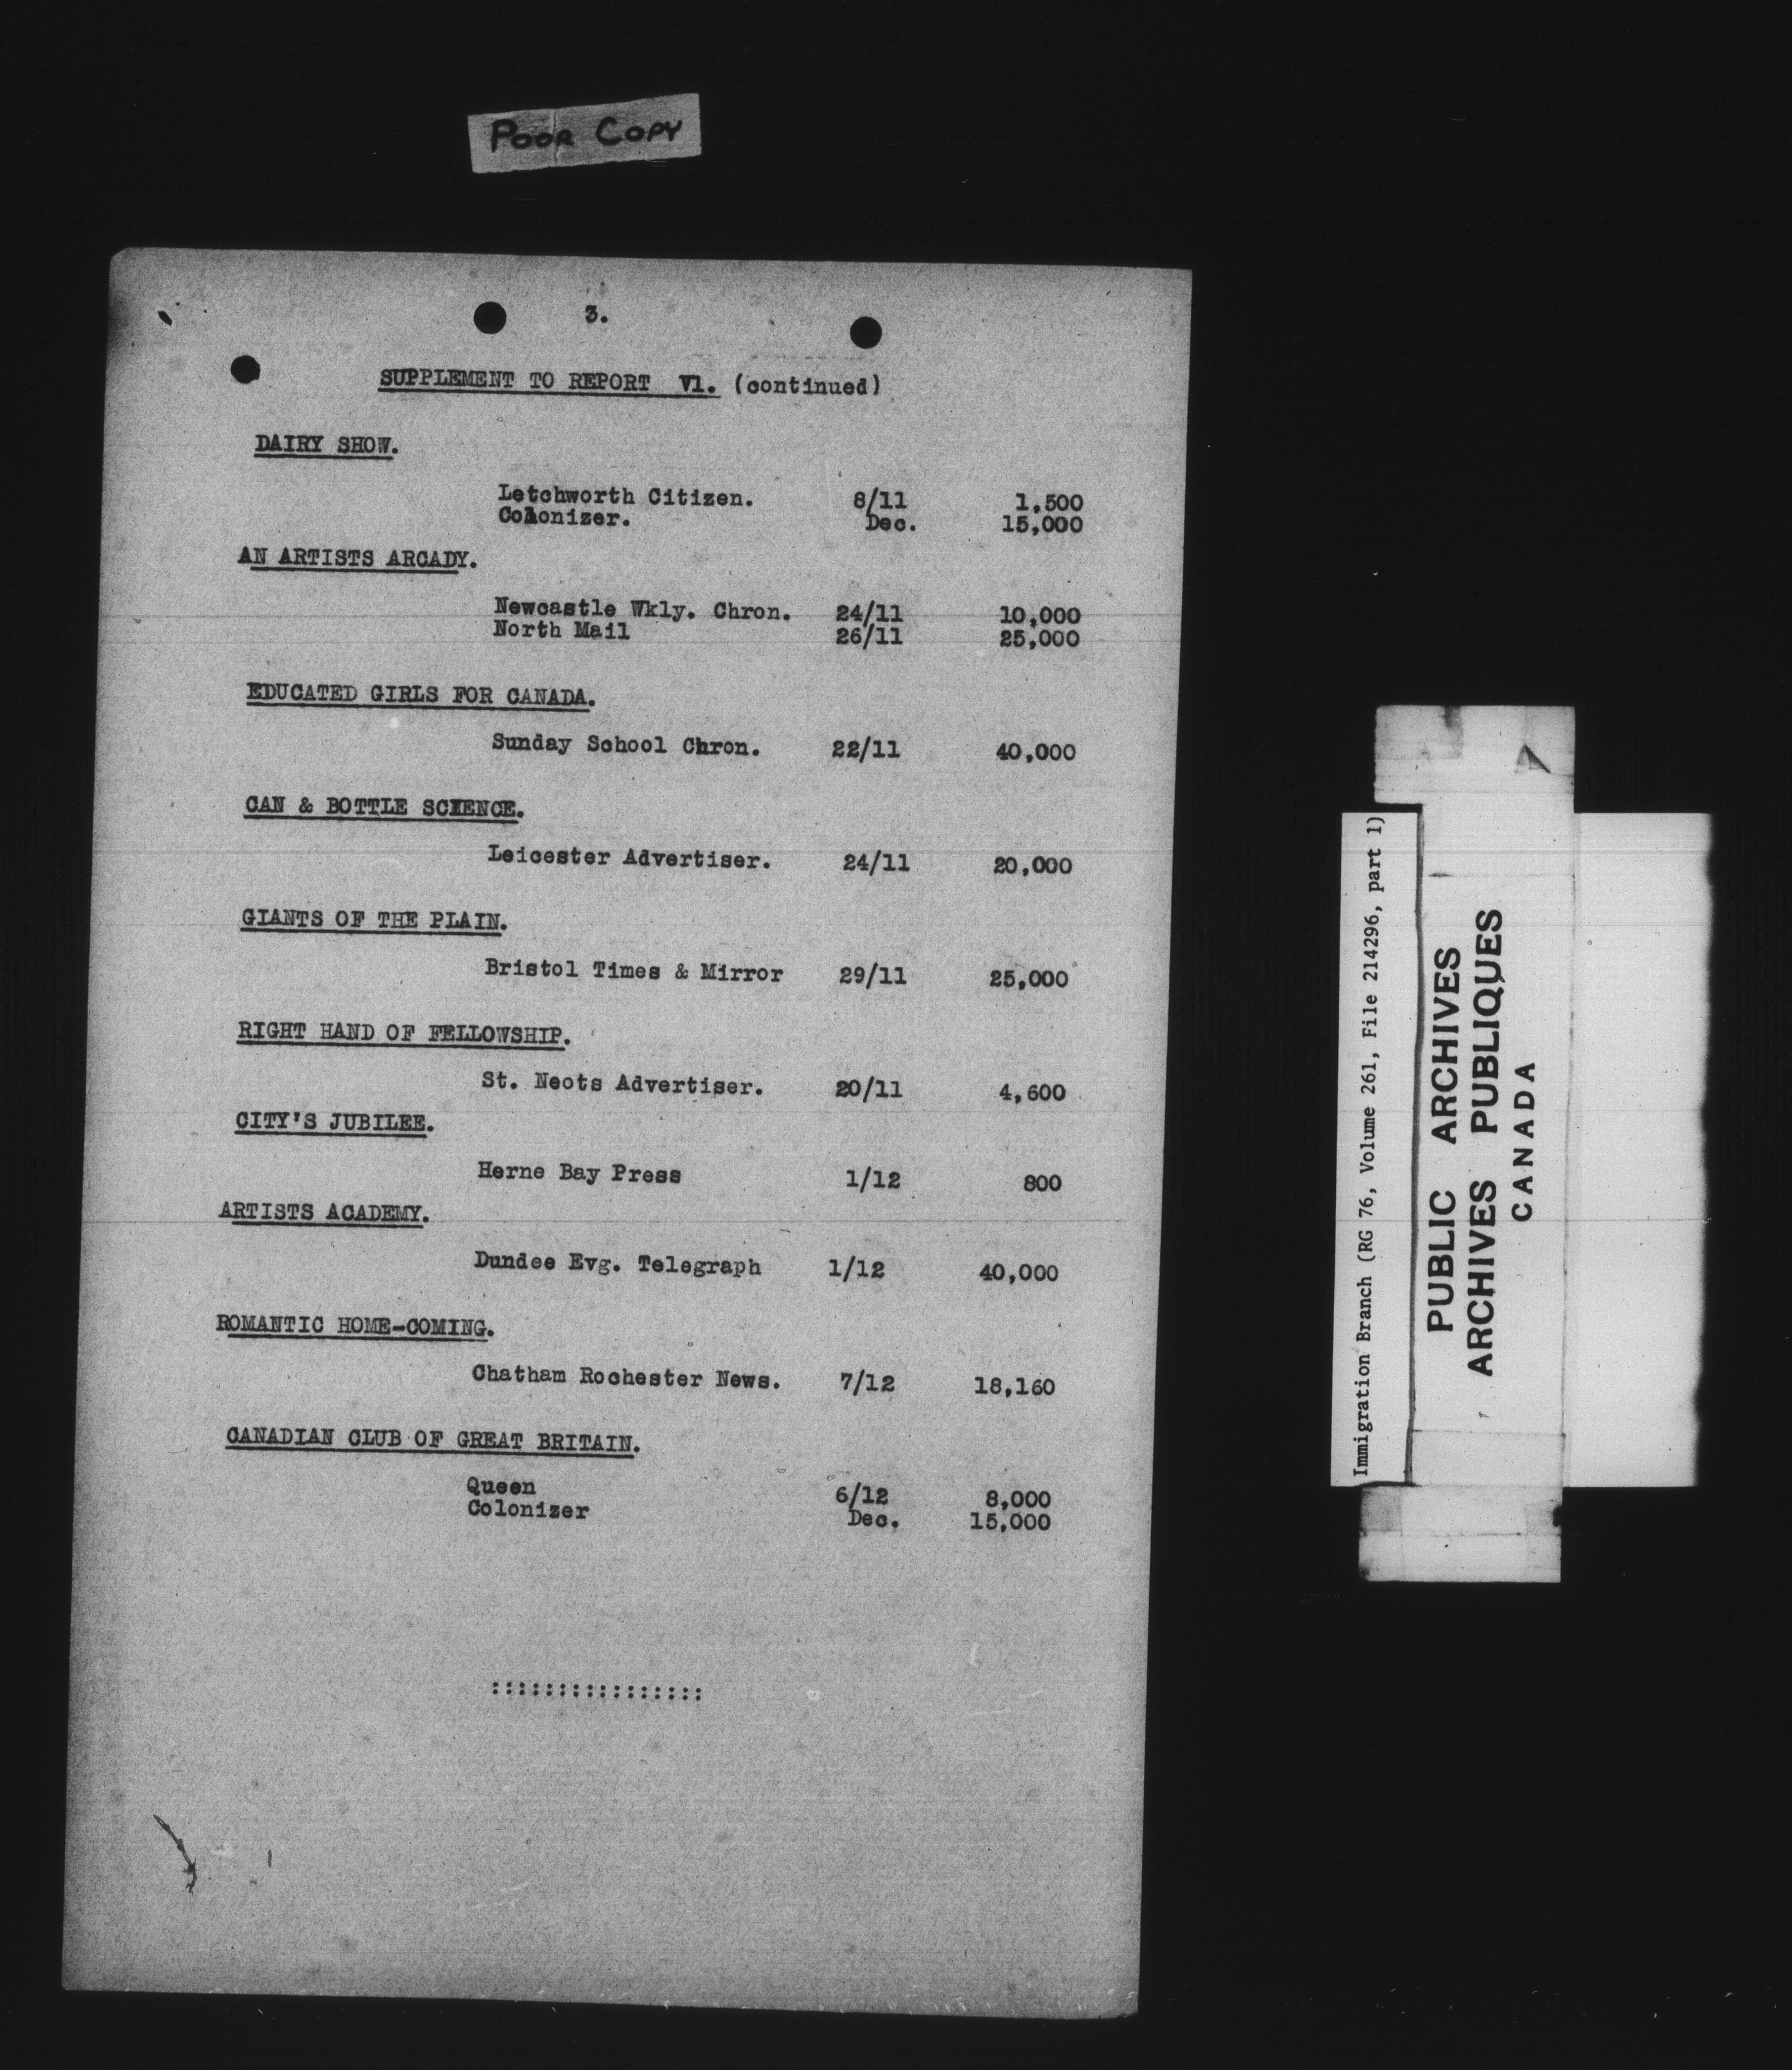 POOR COPY
3.
SUPPLEMENT TO REPORT V1. (continued)
DAIRY SHOW.
Letchworth Citizen. 8/11 1,500
Colonizer. Dec. 15,000
AN ARTISTS ARCADY.
Newcastle Wkly. Chron. 24/11 10,000
North Mail 26/11 25,000
EDUCATED GIRLS FOR CANADA.
Sunday School Chron. 22/11 40,000
CAN & BOTTLE SCIENCE.
Leicester Advertiser. 24/11 20,000
GIANTS OF THE PLAIN.
Bristol Times & Mirror 29/11 25,000
RIGHT HAND OF FELLOWSHIP.
St. Neots Advertiser. 20/11 4,600
CITY'S JUBILEE.
Herne Bay Press 1/12 800
ARTISTS ACADEMY.
Dundee Evg. Telegraph 1/12 40,000
ROMANTIC HOME-COMING.
Chatham Rochester News. 7/12 18,160
CANADIAN CLUB OF GREAT BRITAIN.
Queen 6/12 8,000
Colonizer Dec. 15,000
::::::::::::::::
Immigration Branch (RG 76, Volume 261, File 214296, part 1)
PUBLIC ARCHIVES
ARCHIVES PUBLIQUES
CANADA